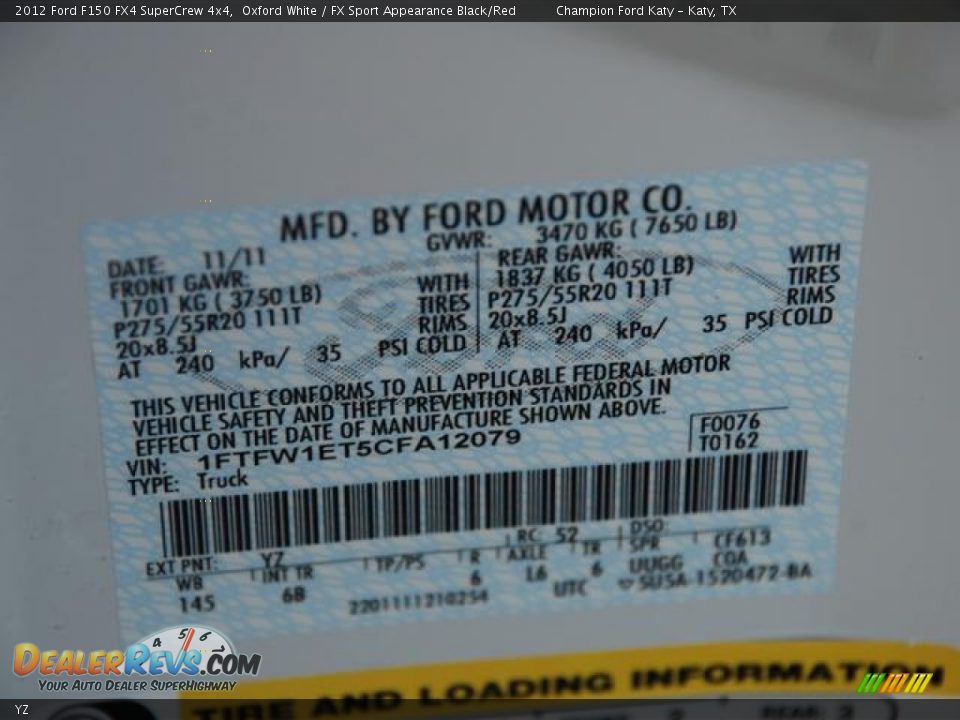 2012 Ford F150 FX4 SuperCrew 4x4, Oxford White / FX Sport Appearance Black/Red Champion Ford Katy - Katy, TX
MFD. BY FORD MOTOR CO.
DATE: 11/11 GVWR: 3470 KG ( 7650 LB)
FRONT GAWR: REAR GAWR:
1701 KG ( 3750 LB) WITH 1837 KG ( 4050 LB) WITH
P275/55R20 111T TIRES P275/55R20 111T TIRES
20x8.5J RIMS 20x8.5J RIMS
AT 240 kPa/ 35 PSI COLD AT 240 kPa/ 35 PSI COLD
THIS VEHICLE CONFORMS TO ALL APPLICABLE FEDERAL MOTOR
VEHICLE SAFETY AND THEFT PREVENTION STANDARDS IN
EFFECT ON THE DATE OF MANUFACTURE SHOWN ABOVE.
VIN: 1FTFW1ET5CFA12079 F0076
TYPE: Truck T0162
EXT PNT: YZ RC 52 DSO: CF613
WB INT TR TP/PS R AXLE TR SPR COA
145 6B 6 L6 6 UUGG
2201111210254 UTC 5U5A-1520472-BA
DEALERREVS.COM
YOUR AUTO DEALER SUPERHIGHWAY
TIRE AND LOADING INFORMATION
YZ